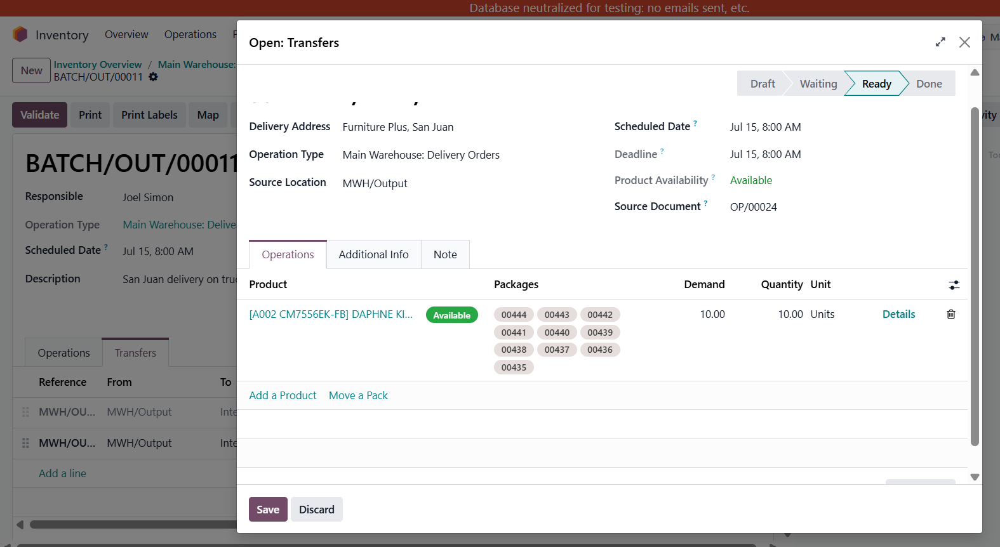 Database neutralized for testing: no emails sent, etc.
Inventory Overview Operations
New
Inventory Overview / Main Warehouse:
BATCH/OUT/00011
Validate Print Print Labels Map
BATCH/OUT/00011
Responsible Joel Simon
Operation Type Main Warehouse: Delive
Scheduled Date ? Jul 15, 8:00 AM
Description San Juan delivery on tru
Operations Transfers
Reference From To
MWH/OU... MWH/Output Inte
MWH/OU... MWH/Output Inte
Add a line
Open: Transfers
Draft Waiting Ready Done
Delivery Address Furniture Plus, San Juan
Operation Type Main Warehouse: Delivery Orders
Source Location MWH/Output
Scheduled Date ? Jul 15, 8:00 AM
Deadline ? Jul 15, 8:00 AM
Product Availability ? Available
Source Document ? OP/00024
Operations Additional Info Note
Product Packages Demand Quantity Unit
[A002 CM7556EK-FB] DAPHNE KI... Available 00444 00443 00442 10.00 10.00 Units Details
00441 00440 00439
00438 00437 00436
00435
Add a Product Move a Pack
Save Discard
vity